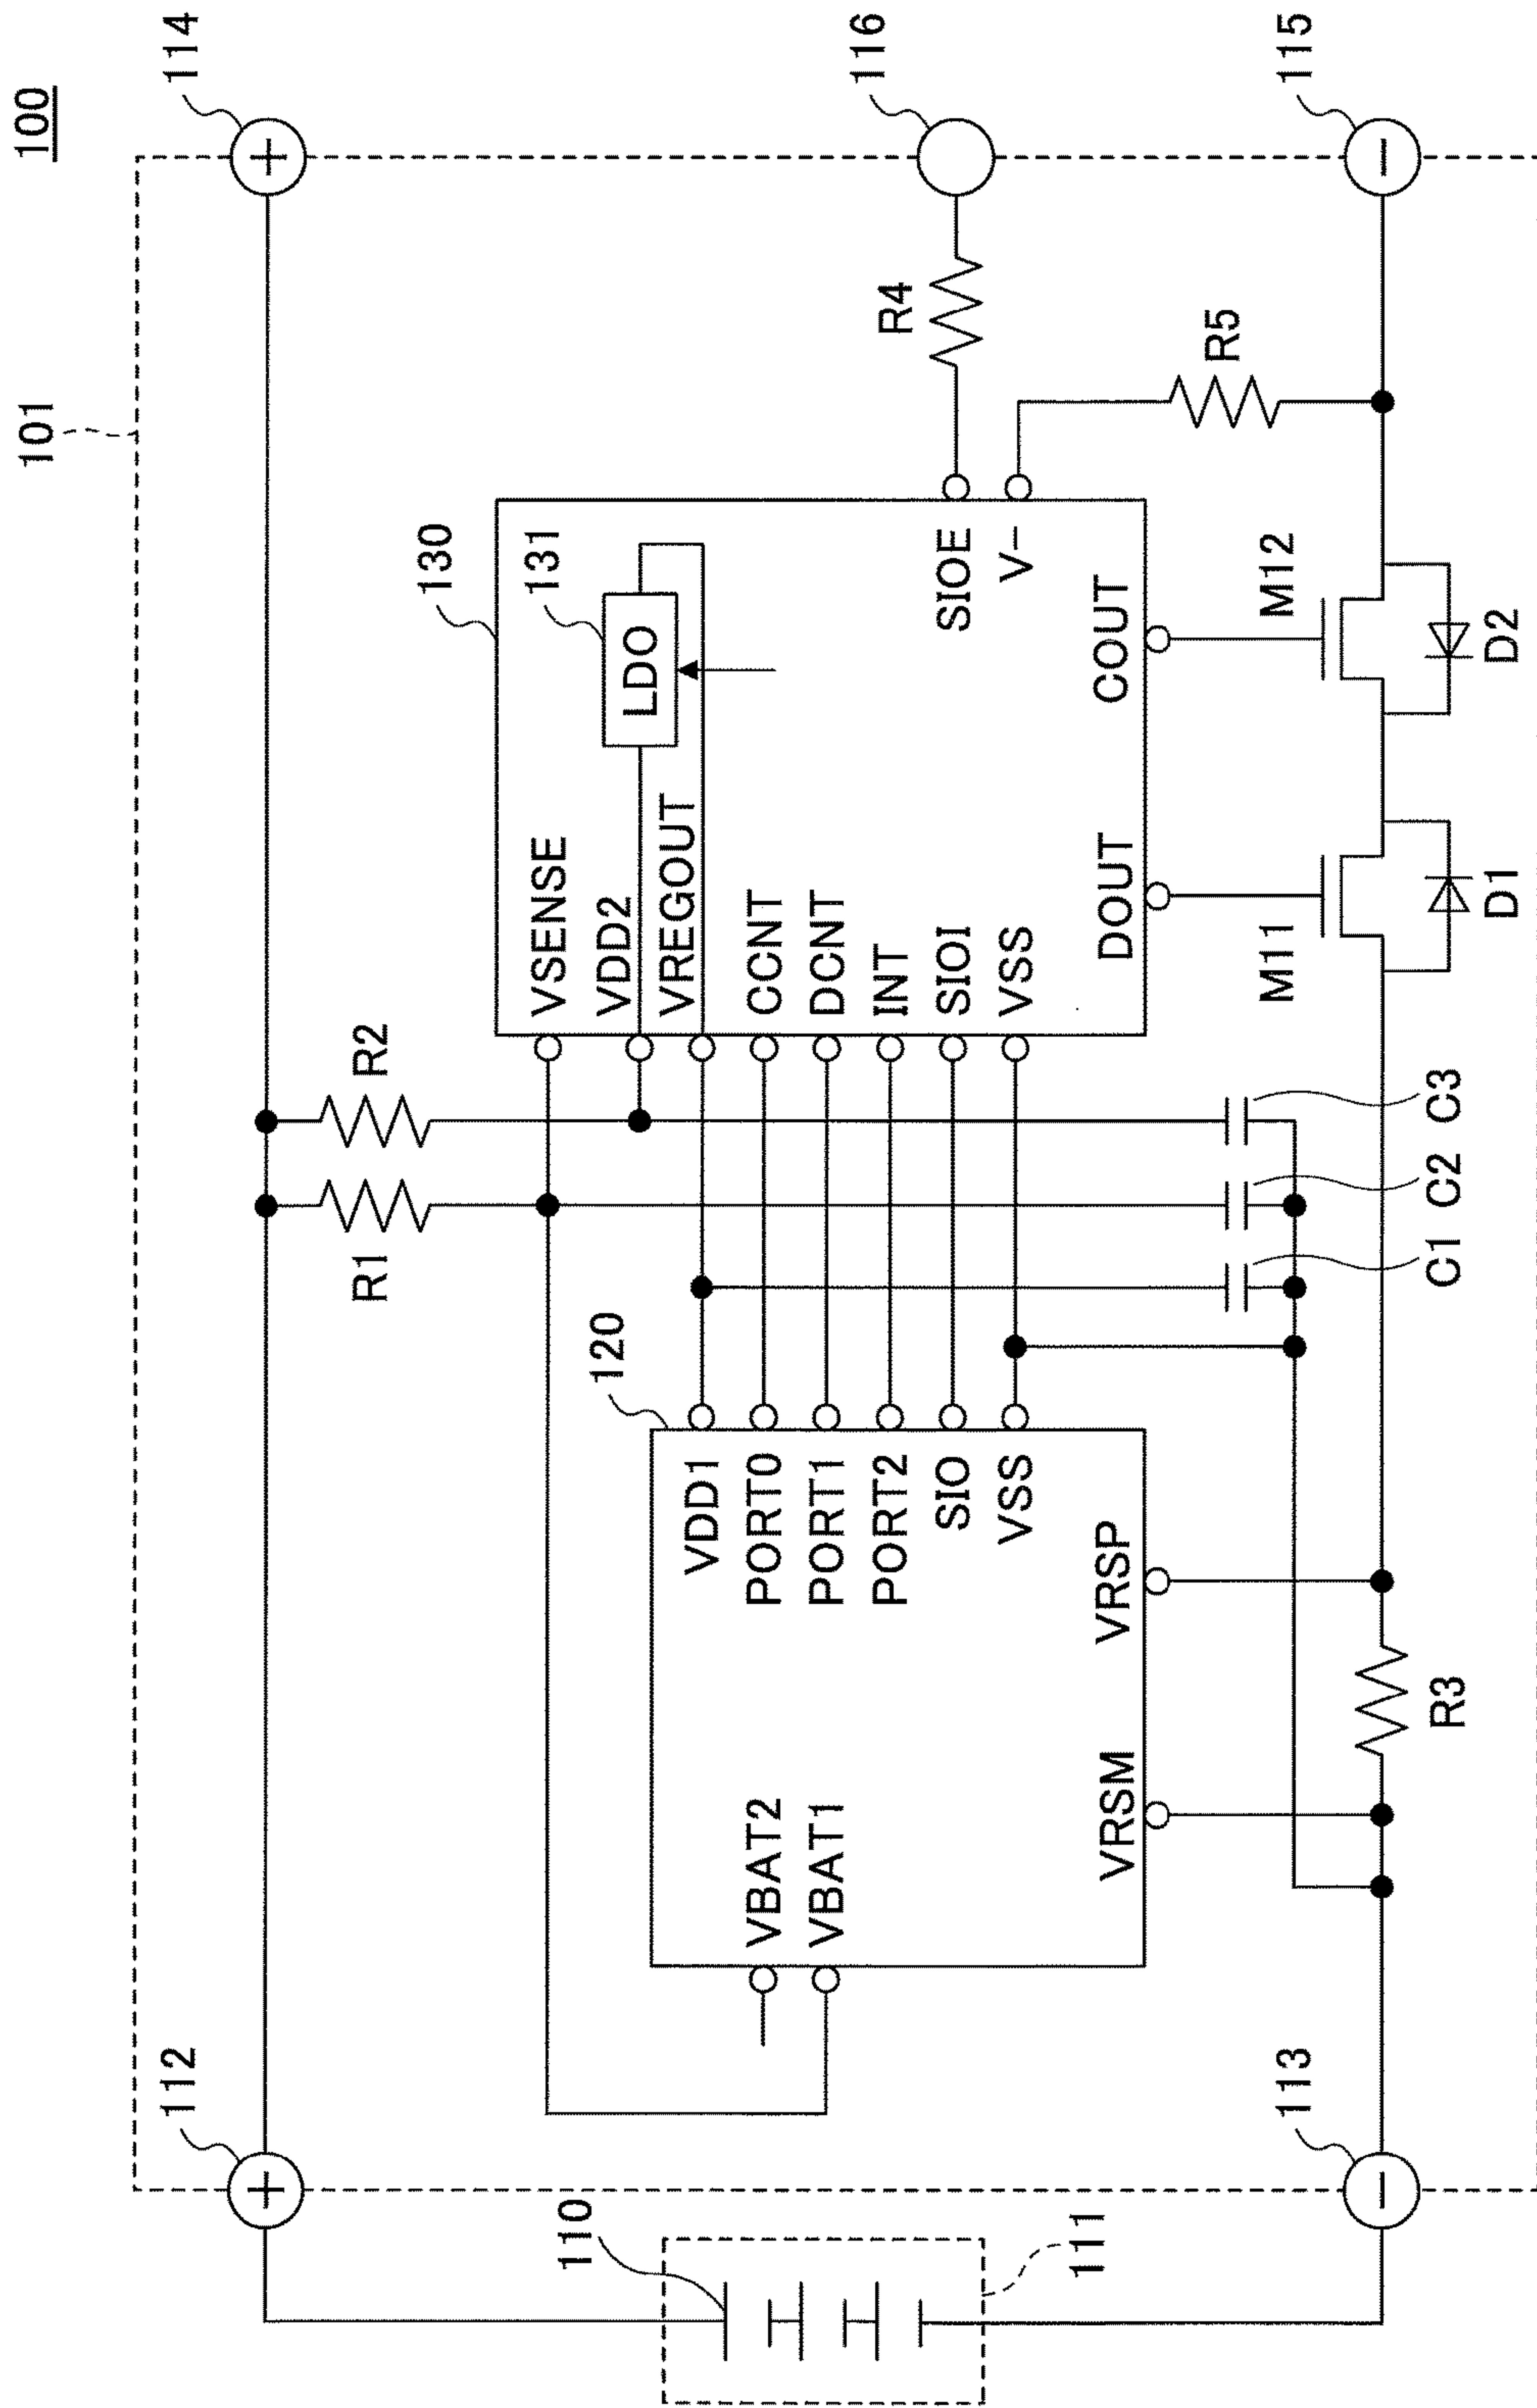 100
101
112
114
+
+
R1
R2
130
131
VSENSE
VDD2
LDO
VREGOUT
CCNT
DCNT
INT
SIOI
VSS
SIOE
V−
DOUT
COUT
120
VBAT2
VBAT1
VDD1
PORT0
PORT1
PORT2
SIO
VSS
VRSM
VRSP
110
111
R4
116
R5
C1
C2
C3
113
115
−
−
R3
M11
M12
D1
D2